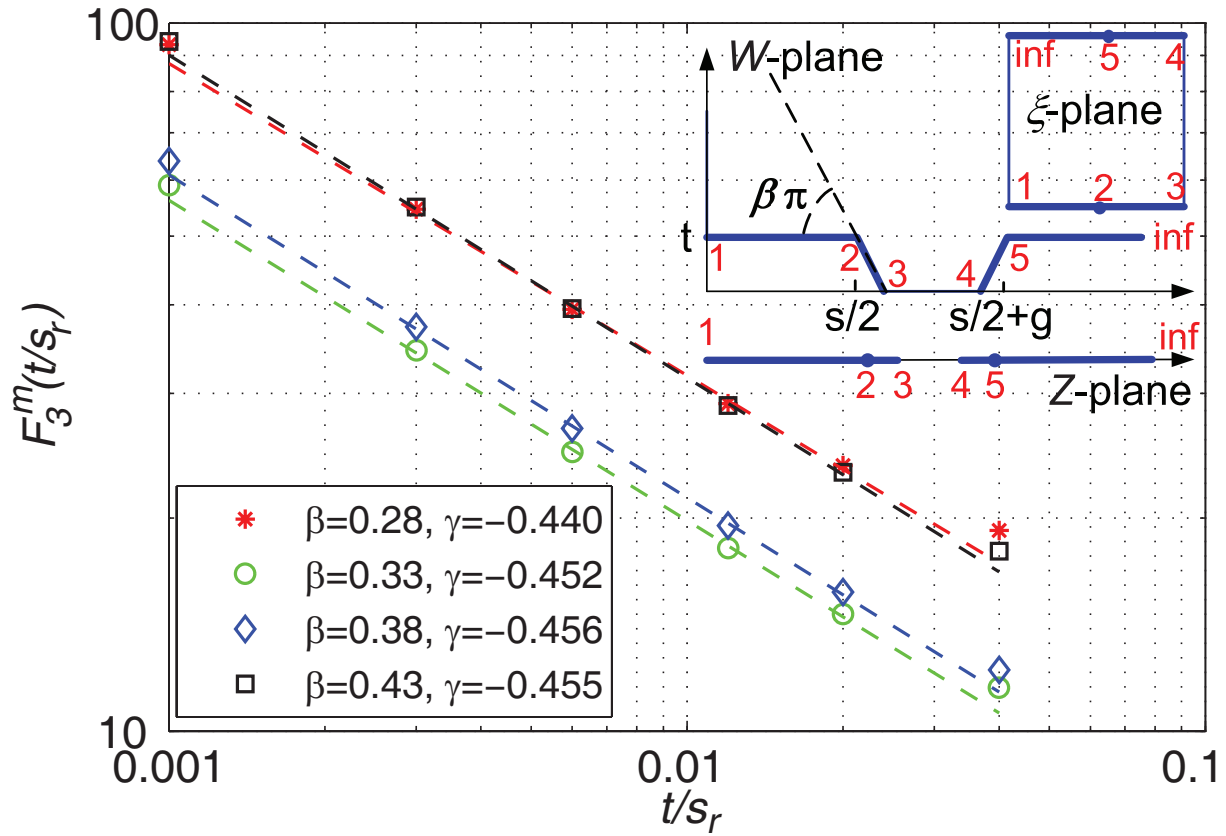 100
10
F₃ᵐ(t/sᵣ)
0.001
0.01
0.1
t/sᵣ
β=0.28, γ=−0.440
β=0.33, γ=−0.452
β=0.38, γ=−0.456
β=0.43, γ=−0.455
W-plane
βπ
t
1
2
3
4
5
inf
s/2
s/2+g
inf
5
4
ξ-plane
1
2
3
1
2
3
4
5
inf
Z-plane